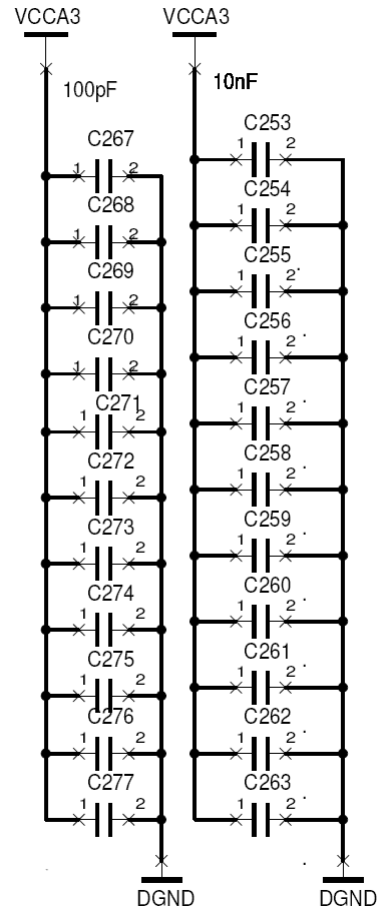 VCCA3 VCCA3
100pF 10nF
C253
C267 1 2
1 2 C254
C268 1 2
1 2 C255
C269 1 2
1 2 C256
C270 1 2
1 2 C257
C271 1 2
1 2 C258
C272 1 2
1 2 C259
C273 1 2
1 2 C260
C274 1 2
1 2 C261
C275 1 2
1 2 C262
C276 1 2
1 2 C263
C277 1 2
1 2
DGND DGND